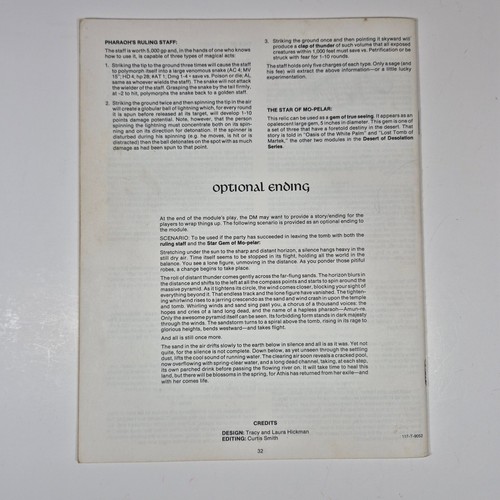 PHARAOH'S RULING STAFF:
The staff is worth 5,000 gp and, in the hands of one who knows
how to use it, is capable of three types of magical acts:
1. Striking the tip to the ground three times will cause the staff
to polymorph itself into a large venomous snake (AC 4; MV
10"; HD 4; hp 28; #AT 1; Dmg 1-4 + save vs. Poison or die; AL
same as whoever wields the staff). The snake will not attack
the wielder of the staff. Grasping the snake by the tail firmly,
at -2 to hit, polymorphs the snake back to a golden staff.
2. Striking the ground twice and then spinning the tip in the air
will create a globular ball of lightning which, for every round
it is spun before released at its target, will develop 1-10
points damage potential. Note, however, that the person
spinning the lightning must concentrate both on its spin-
ning and on its direction for detonation. If the spinner is
disturbed during his spinning (e.g. he moves, is hit or is
distracted) then the ball detonates on the spot with as much
damage as had been spun to that point.
3. Striking the ground once and then pointing it skyward will
produce a clap of thunder of such volume that all exposed
creatures within 1,000 feet must save vs. Petrification or be
struck with fear for 1-10 rounds.
The staff holds only five charges of each type. Only a sage (and
his fee) will extract the above information—or a little lucky
experimentation.
THE STAR OF MO-PELAR:
This relic can be used as a gem of true seeing. It appears as an
opalescent large gem, 5 inches in diameter. This gem is one of
a set of three that have a foretold destiny in the desert. That
story is told in "Oasis of the White Palm" and "Lost Tomb of
Martek," the other two modules in the Desert of Desolation
Series.
optional ending
At the end of the module's play, the DM may want to provide a story/ending for the
players to wrap things up. The following scenario is provided as an optional ending to
the module.
SCENARIO: To be used if the party has succeeded in leaving the tomb with both the
ruling staff and the Star Gem of Mo-pelar:
Stretching under the sun to the sharp and distant horizon, a silence hangs heavy in the
still dry air. Time itself seems to be stopped in its flight, holding all the world in the
balance. You see a lone figure, unmoving in the distance. As you ponder those pitiful
robes, a change begins to take place.
The roll of distant thunder comes gently across the far-flung sands. The horizon blurs in
the distance and shifts to the left at all the compass points and starts to spin around the
massive pyramid. As it tightens its circle, the wind comes closer, blocking your sight of
everything beyond it. That endless track and the lone figure have vanished. The tighten-
ing whirlwind rises to a jarring crescendo as the sand and wind crash in upon the temple
and tomb. Whirling winds and sand sing past you, a chorus of a thousand voices: the
hopes and cries of a land long dead, and the name of a hapless pharaoh—Amun-re.
Only the awesome pyramid itself can be seen, its forbidding form stands in dark majesty
through the winds. The sandstorm turns to a spiral above the tomb, rising in its rage to
glorious heights, bends westward—and takes flight.
And all is still once more.
The sand in the air drifts slowly to the earth below in silence and all is as it was. Yet not
quite, for the silence is not complete. Down below, as yet unseen through the settling
dust, lifts the cool sound of running water. The clearing air soon reveals a cracked pool,
now overflowing with spring-clear water, and a long dead channel, taking, at each step,
its own parched drink before passing the flowing river on. It will take time to heal this
land, but there will be blossoms in the spring, for Athis has returned from her exile—and
with her comes life.
CREDITS
DESIGN: Tracy and Laura Hickman
EDITING: Curtis Smith
32